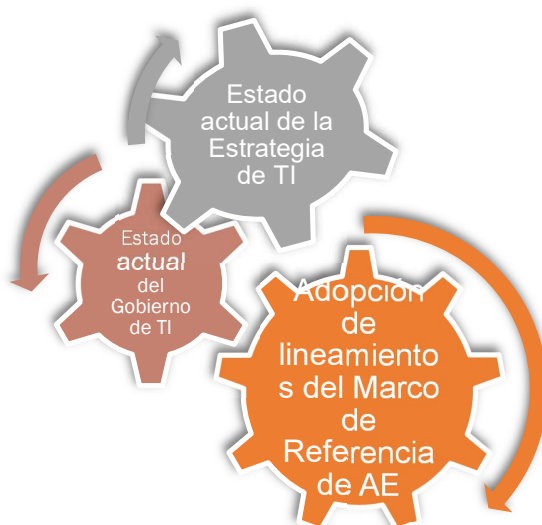 Estado
actual de la
Estrategia
de TI
Estado
actual
del
Gobierno
de TI
Adopción
de
lineamiento
s del Marco
de
Referencia
de AE